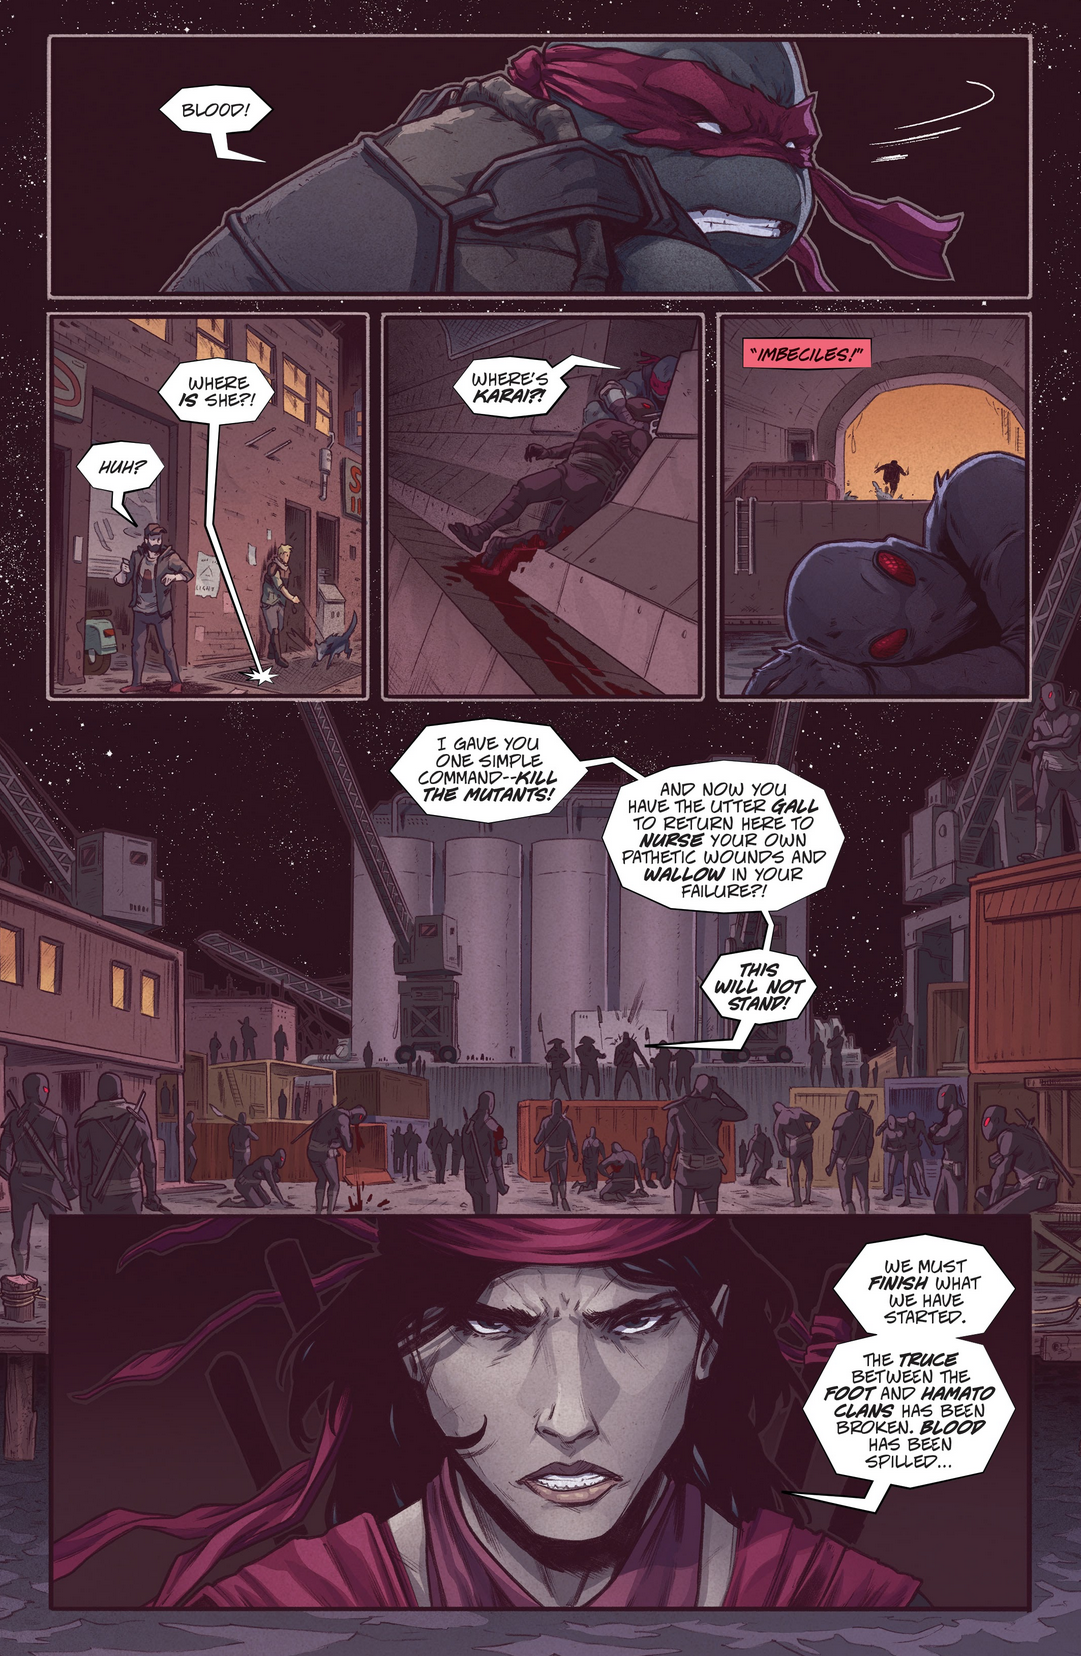 BLOOD!
WHERE
IS SHE?!
HUH?
WHERE'S
KARAI?!
"IMBECILES!"
I GAVE YOU
ONE SIMPLE
COMMAND--KILL
THE MUTANTS!
AND NOW YOU
HAVE THE UTTER GALL
TO RETURN HERE TO
NURSE YOUR OWN
PATHETIC WOUNDS AND
WALLOW IN YOUR
FAILURE?!
THIS
WILL NOT
STAND!
WE MUST
FINISH WHAT
WE HAVE
STARTED.
THE TRUCE
BETWEEN THE
FOOT AND HAMATO
CLANS HAS BEEN
BROKEN. BLOOD
HAS BEEN
SPILLED...